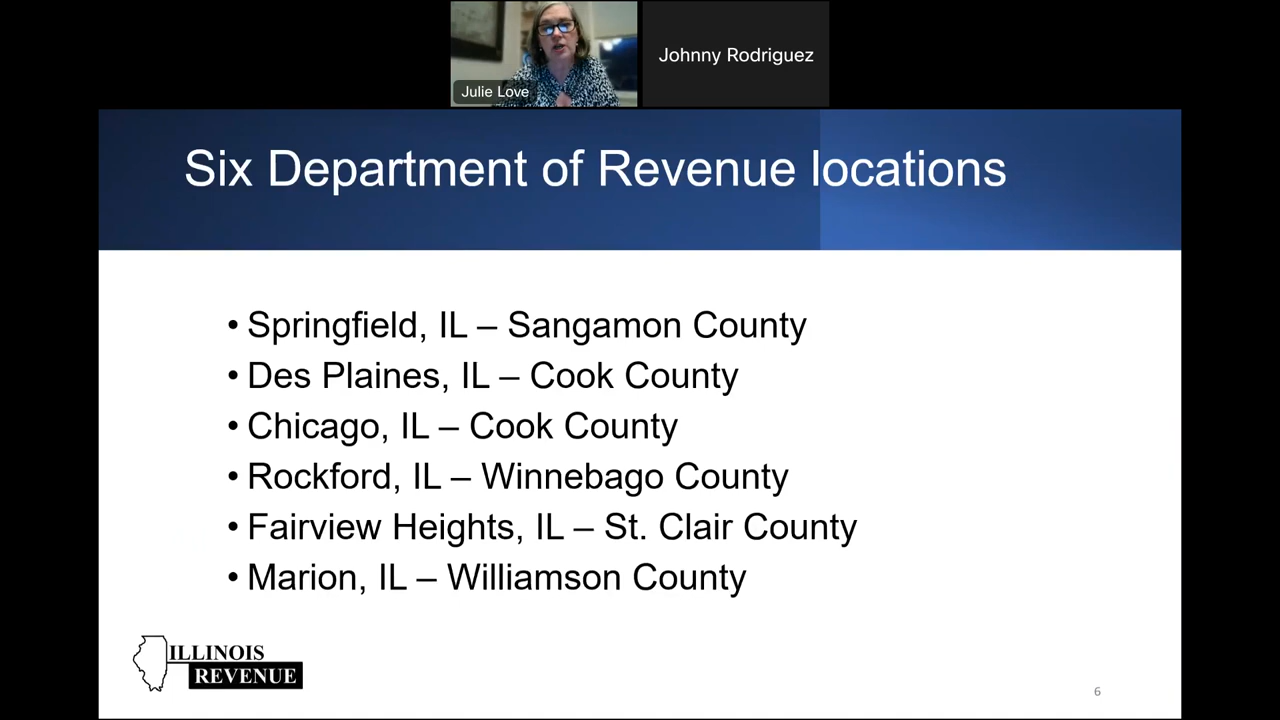 Julie Love
Johnny Rodriguez
Six Department of Revenue locations
• Springfield, IL – Sangamon County
• Des Plaines, IL – Cook County
• Chicago, IL – Cook County
• Rockford, IL – Winnebago County
• Fairview Heights, IL – St. Clair County
• Marion, IL – Williamson County
ILLINOIS
REVENUE
6